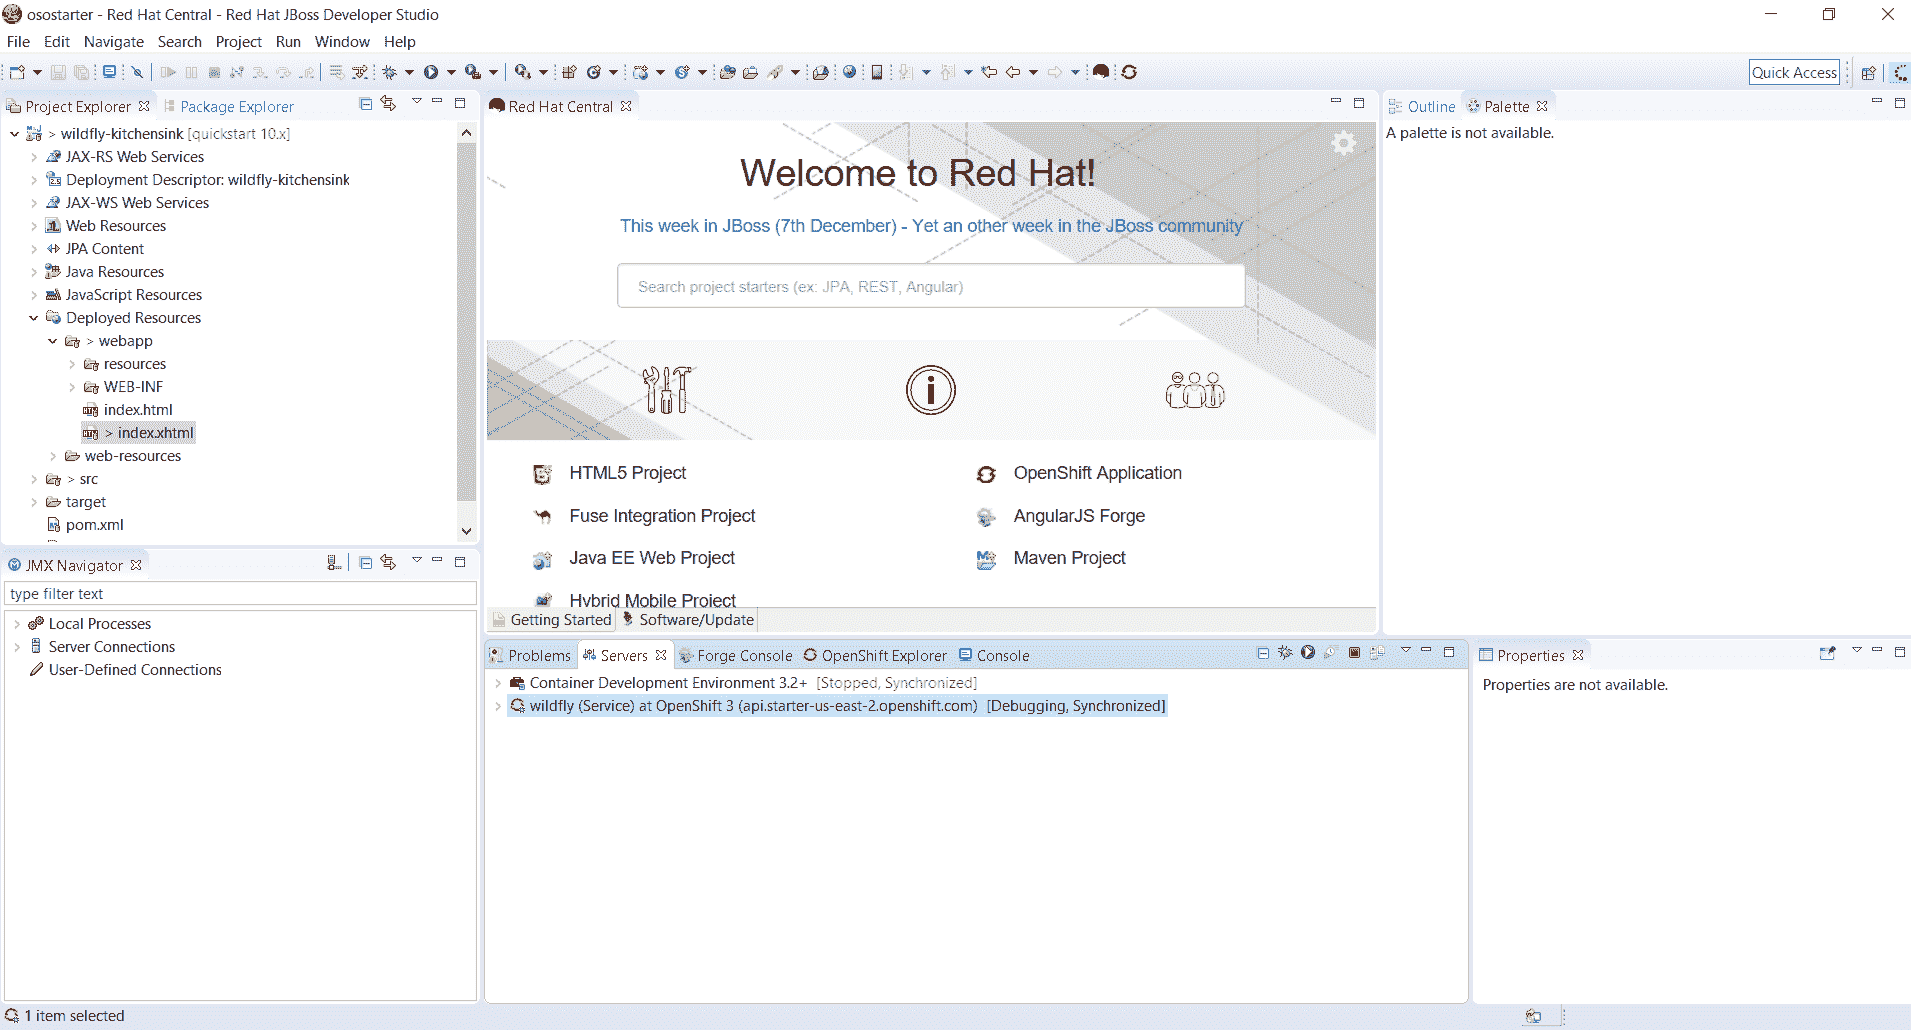 osostarter - Red Hat Central - Red Hat JBoss Developer Studio
File Edit Navigate Search Project Run Window Help
Quick Access
Project Explorer Package Explorer
> wildfly-kitchensink [quickstart 10.x]
JAX-RS Web Services
Deployment Descriptor: wildfly-kitchensink
JAX-WS Web Services
Web Resources
JPA Content
Java Resources
JavaScript Resources
Deployed Resources
> webapp
resources
WEB-INF
index.html
> index.xhtml
web-resources
> src
target
pom.xml
JMX Navigator
type filter text
Local Processes
Server Connections
User-Defined Connections
Red Hat Central
Welcome to Red Hat!
This week in JBoss (7th December) - Yet an other week in the JBoss community
Search project starters (ex: JPA, REST, Angular)
HTML5 Project
OpenShift Application
Fuse Integration Project
AngularJS Forge
Java EE Web Project
Maven Project
Hybrid Mobile Project
Getting Started Software/Update
Outline Palette
A palette is not available.
Problems Servers Forge Console OpenShift Explorer Console
Container Development Environment 3.2+ [Stopped, Synchronized]
wildfly (Service) at OpenShift 3 (api.starter-us-east-2.openshift.com) [Debugging, Synchronized]
Properties
Properties are not available.
1 item selected